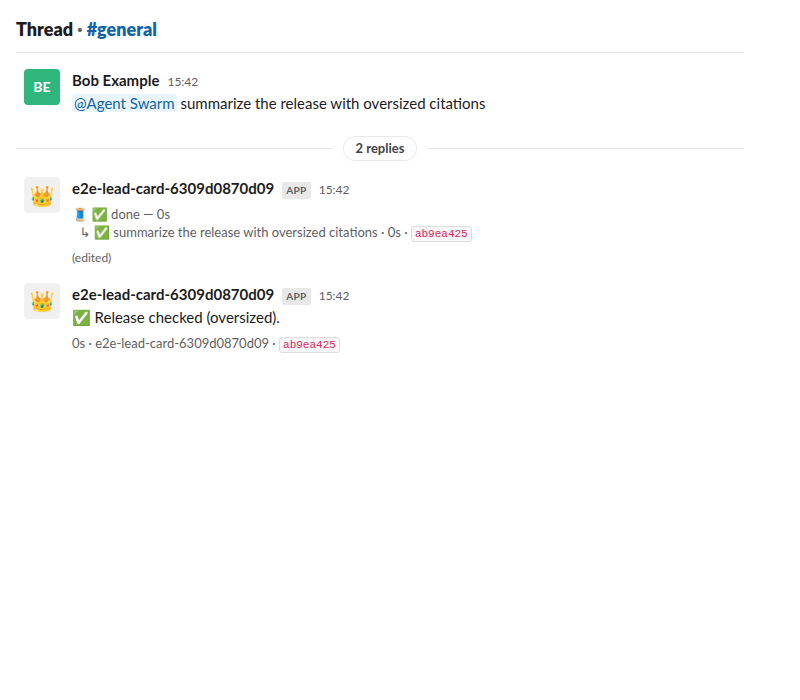 Thread • #general
BE
Bob Example 15:42
@Agent Swarm summarize the release with oversized citations
2 replies
e2e-lead-card-6309d0870d09 APP 15:42
🧵 ✅ done — 0s
↳ ✅ summarize the release with oversized citations · 0s · ab9ea425
(edited)
e2e-lead-card-6309d0870d09 APP 15:42
✅ Release checked (oversized).
0s · e2e-lead-card-6309d0870d09 · ab9ea425